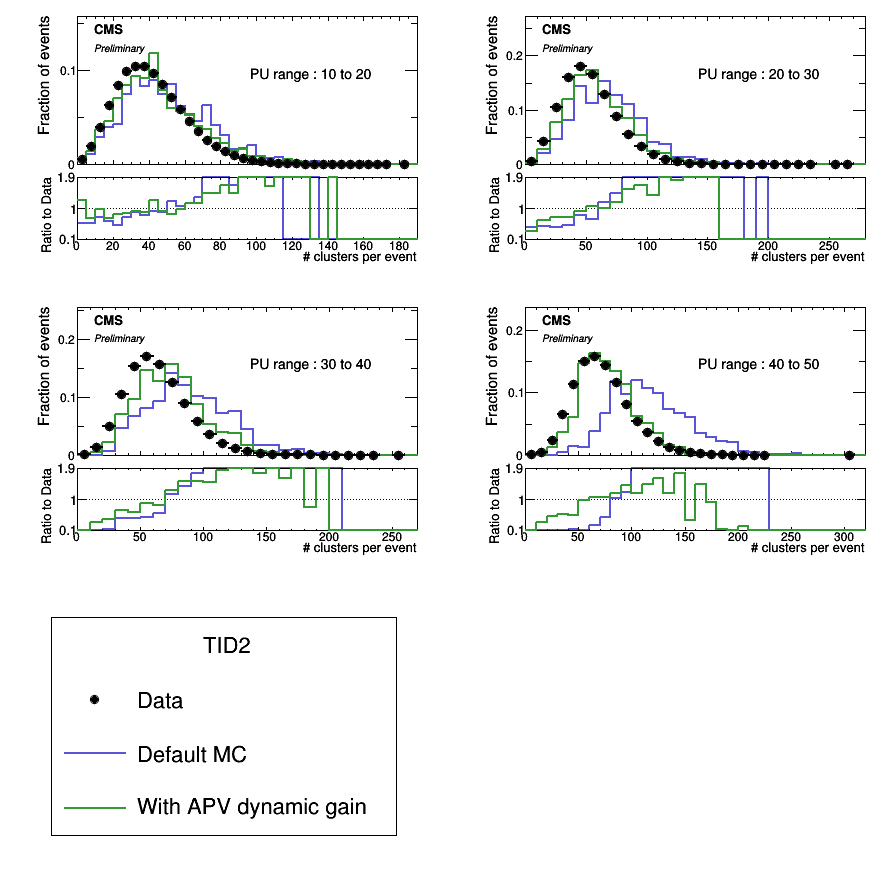 CMS
Preliminary
PU range : 10 to 20
Fraction of events
0.1
0
1.9
1
0.1
Ratio to Data
0 20 40 60 80 100 120 140 160 180
# clusters per event
CMS
Preliminary
PU range : 20 to 30
Fraction of events
0.2
0.1
0
1.9
1
0.1
Ratio to Data
0 50 100 150 200 250
# clusters per event
CMS
Preliminary
PU range : 30 to 40
Fraction of events
0.2
0.1
0
1.9
1
0.1
Ratio to Data
0 50 100 150 200 250
# clusters per event
CMS
Preliminary
PU range : 40 to 50
Fraction of events
0.2
0.1
0
1.9
1
0.1
Ratio to Data
0 50 100 150 200 250 300
# clusters per event
TID2
Data
Default MC
With APV dynamic gain